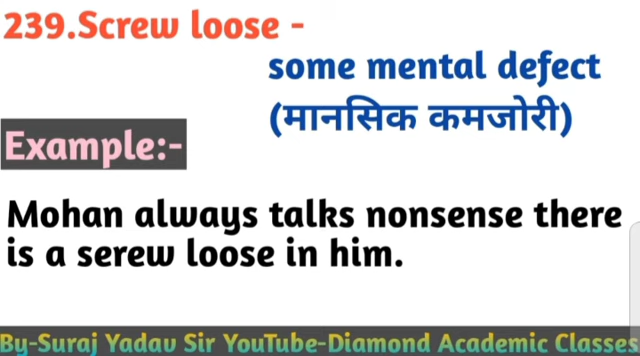 239.Screw loose -
some mental defect
(मानसिक कमजोरी)
Example:-
Mohan always talks nonsense there
is a serew loose in him.
By-Suraj Yadav Sir YouTube-Diamond Academic Classes